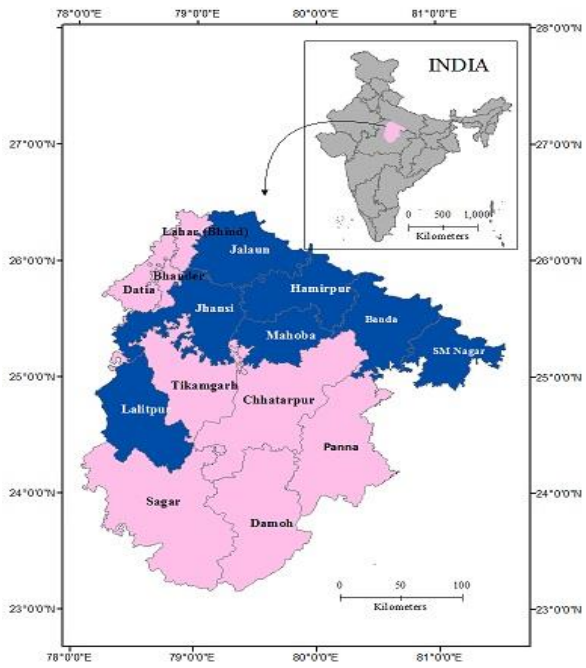 78°0'0"E 79°0'0"E 80°0'0"E 81°0'0"E
28°0'0"N 28°0'0"N
INDIA
27°0'0"N 27°0'0"N
0 500 1,000
Kilometers
Lahar (Bhind)
Jalaun
26°0'0"N 26°0'0"N
Bhander
Datia
Hamirpur
Jhansi
Banda
Mahoba
SM Nagar
25°0'0"N 25°0'0"N
Tikamgarh
Chhatarpur
Lalitpur
Panna
24°0'0"N 24°0'0"N
Sagar
Damoh
0 50 100
Kilometers
23°0'0"N 23°0'0"N
78°0'0"E 79°0'0"E 80°0'0"E 81°0'0"E